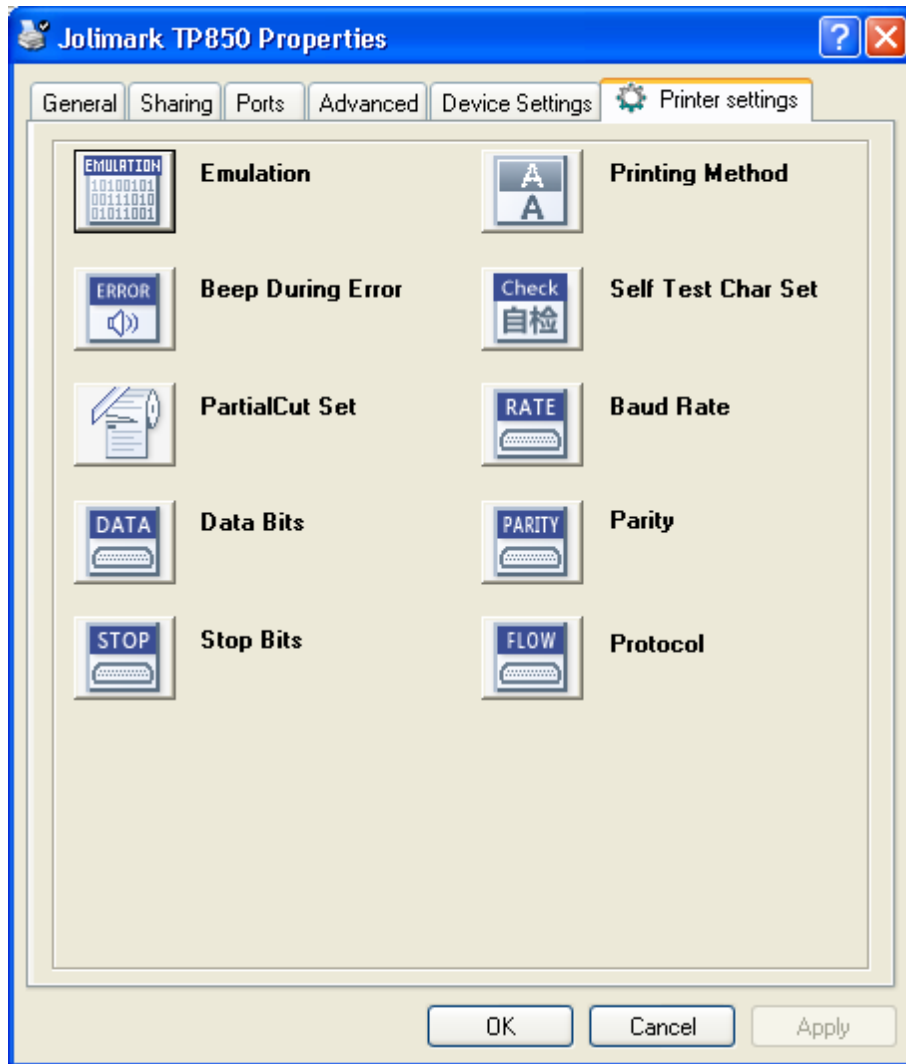 Jolimark TP850 Properties
General Sharing Ports Advanced Device Settings Printer settings
EMULATION
10100101
00111010
01011001
Emulation
A
A
Printing Method
ERROR
Beep During Error
Check
自检
Self Test Char Set
PartialCut Set
RATE
Baud Rate
DATA
Data Bits
PARITY
Parity
STOP
Stop Bits
FLOW
Protocol
OK Cancel Apply